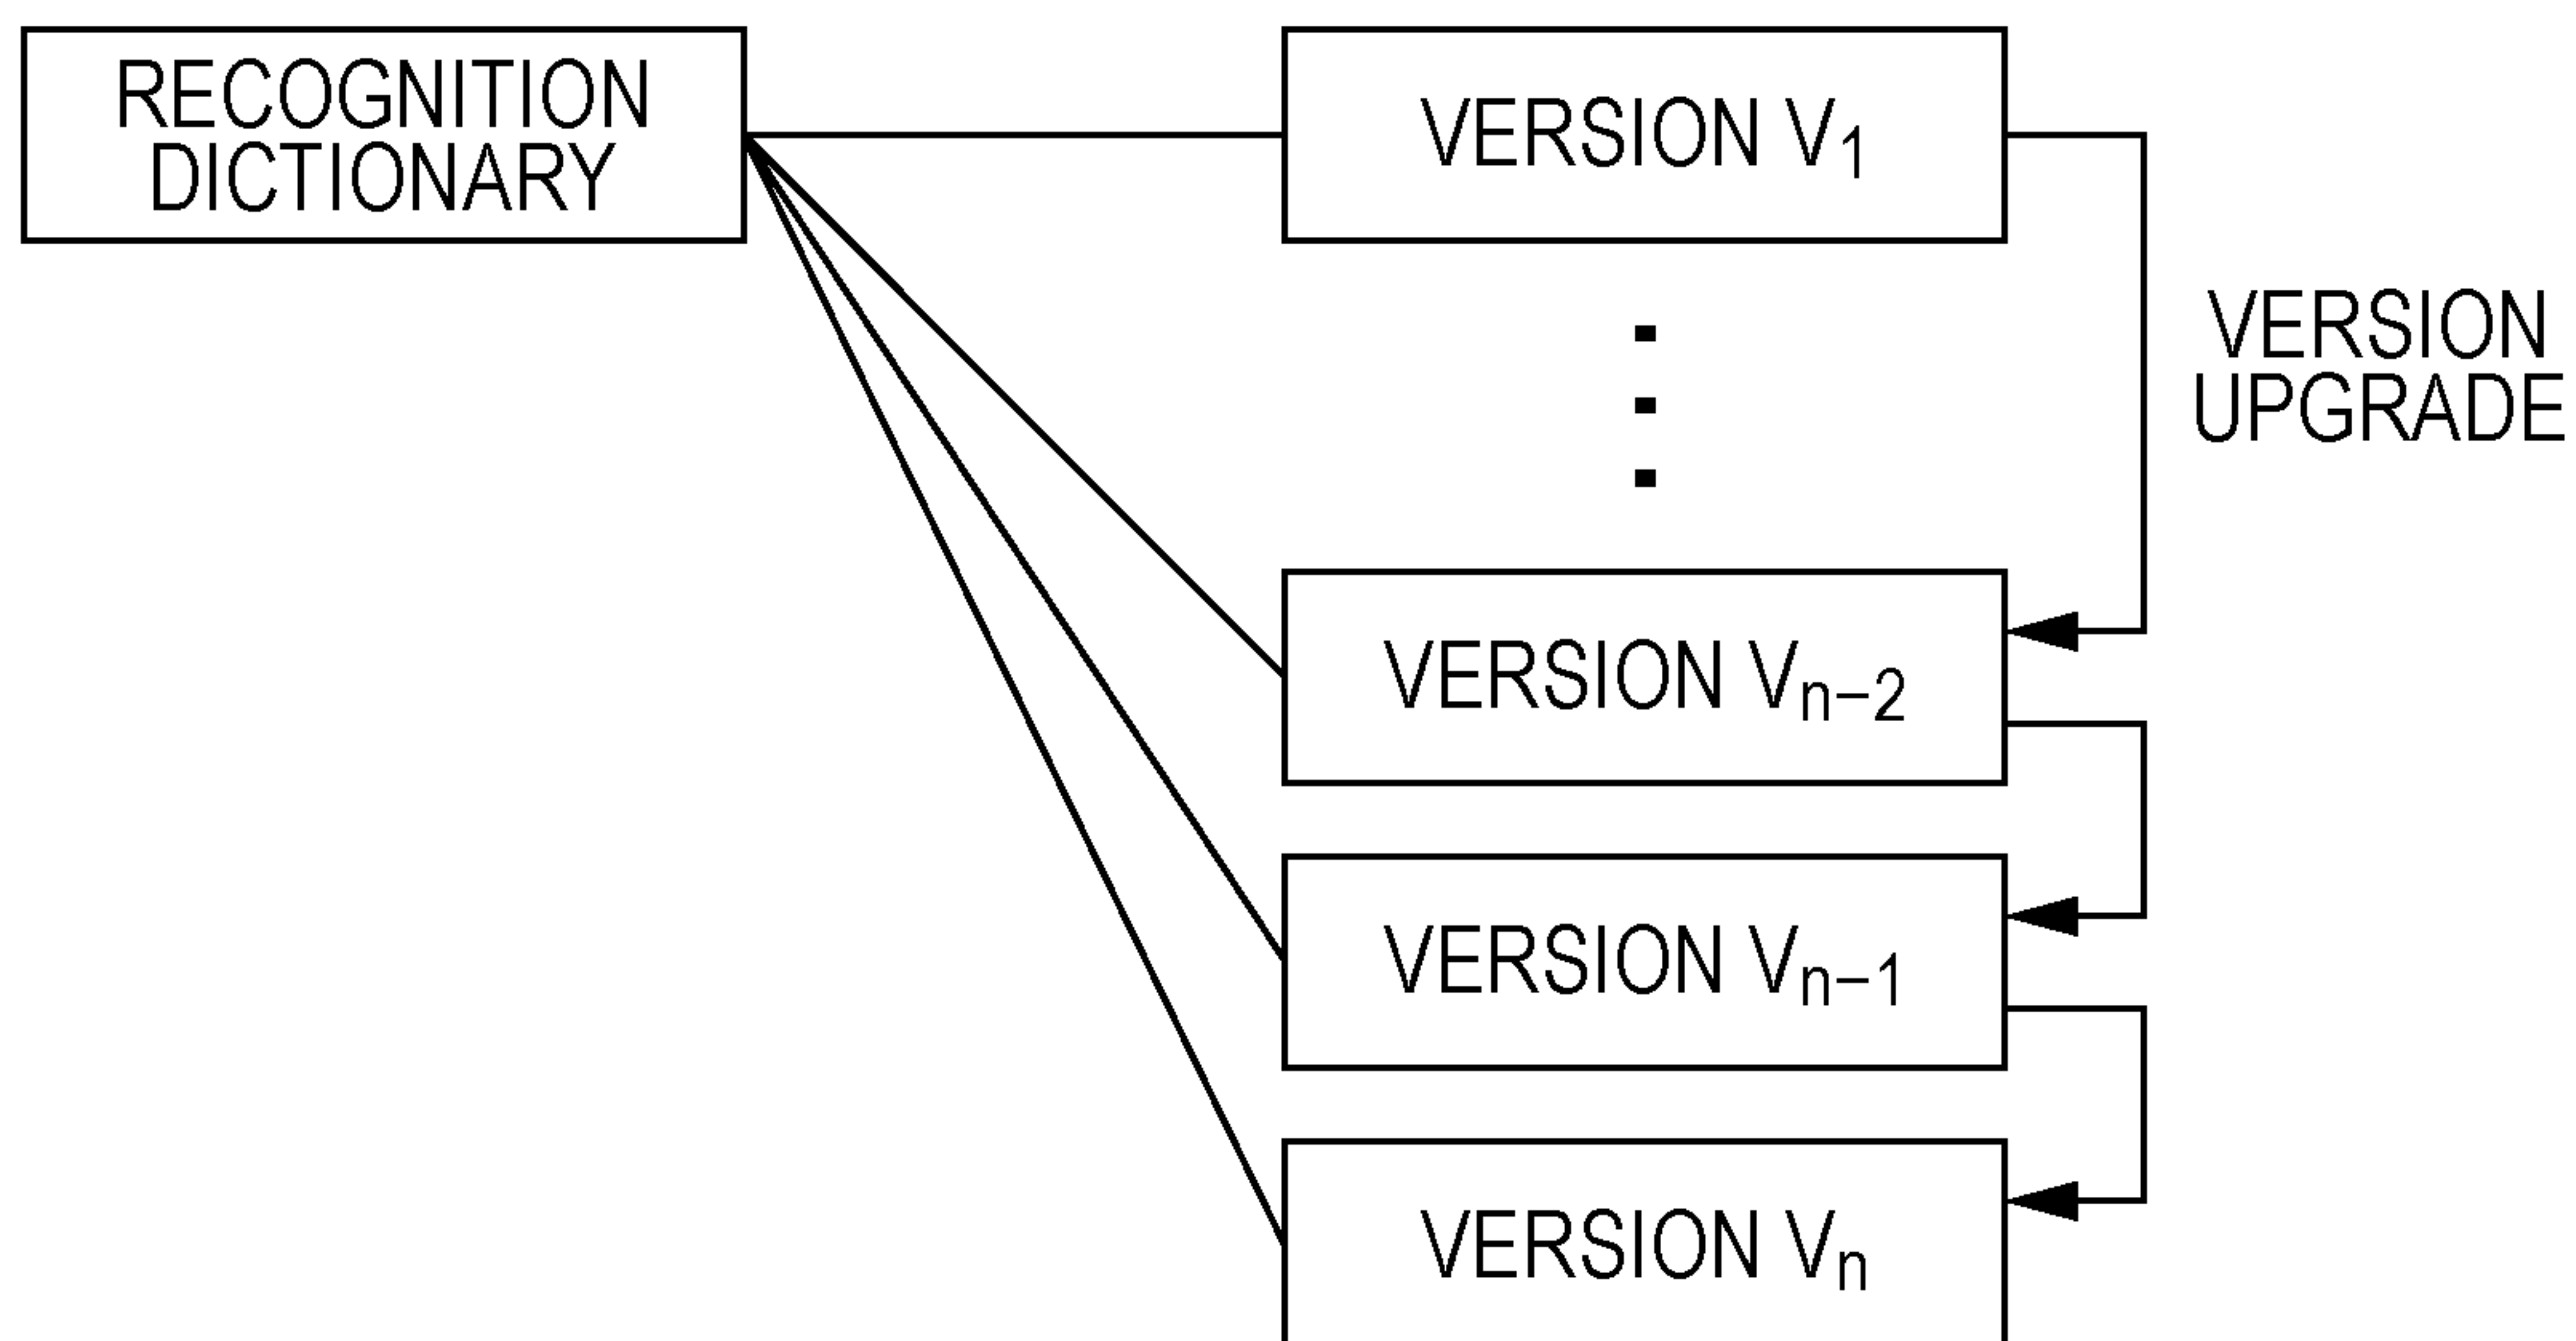 RECOGNITION
DICTIONARY
VERSION V₁
VERSION
UPGRADE
VERSION Vₙ₋₂
VERSION Vₙ₋₁
VERSION Vₙ